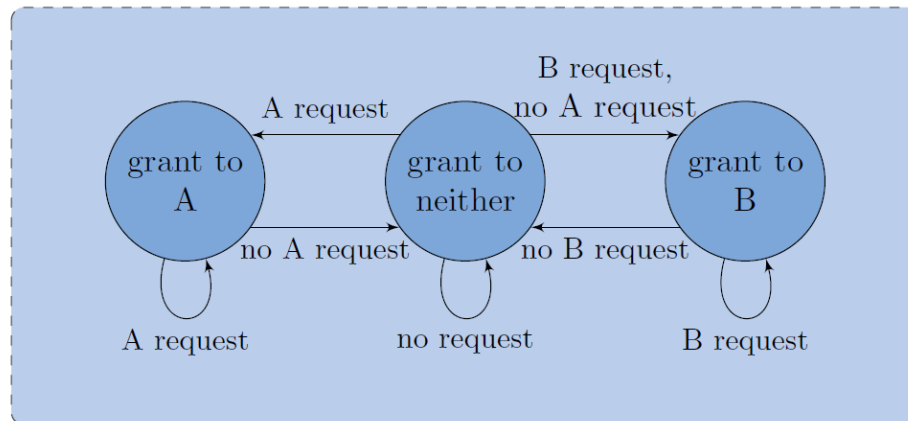 B request,
A request
no A request
grant to
A
grant to
neither
grant to
B
no A request
no B request
A request
no request
B request